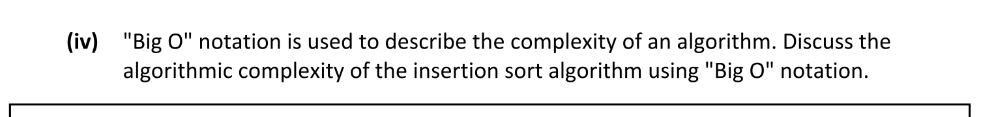 (iv) "Big O" notation is used to describe the complexity of an algorithm. Discuss the
algorithmic complexity of the insertion sort algorithm using "Big O" notation.